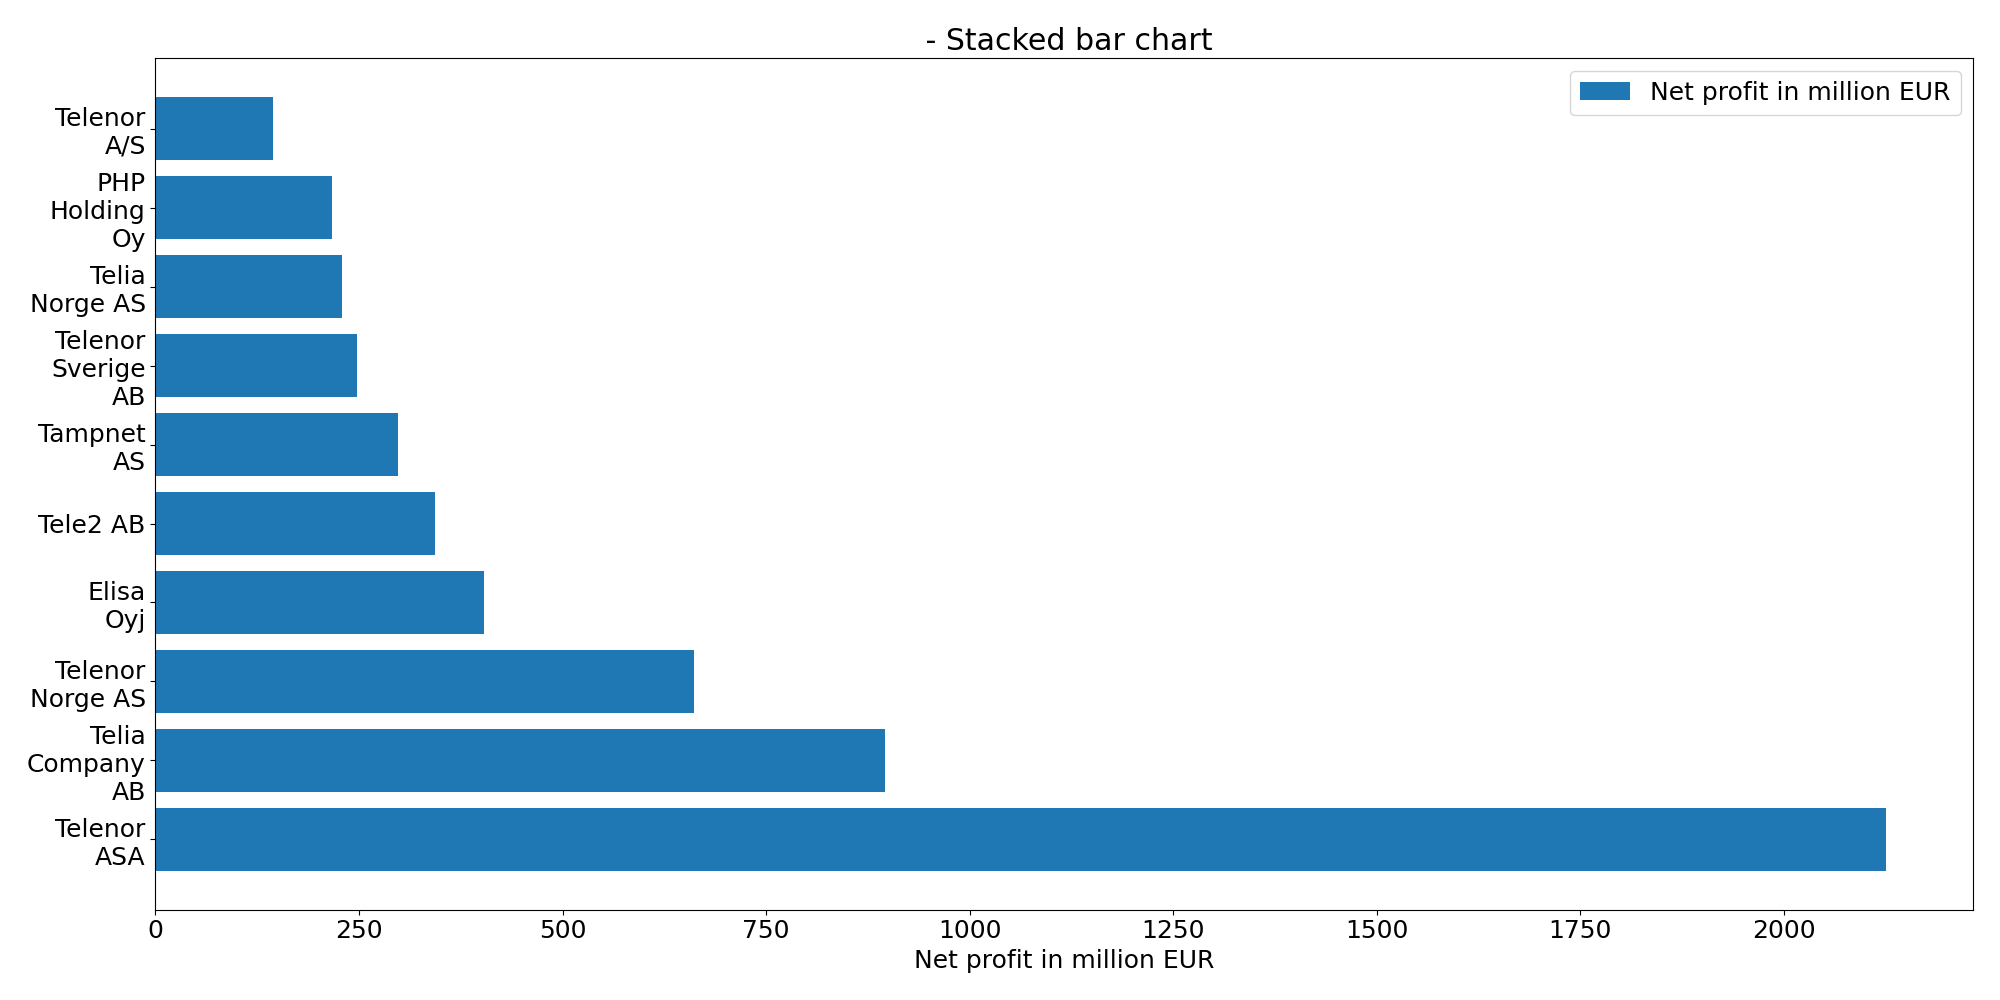 - Stacked bar chart
Net profit in million EUR
Telenor
A/S
PHP
Holding
Oy
Telia
Norge AS
Telenor
Sverige
AB
Tampnet
AS
Tele2 AB
Elisa
Oyj
Telenor
Norge AS
Telia
Company
AB
Telenor
ASA
0 250 500 750 1000 1250 1500 1750 2000
Net profit in million EUR